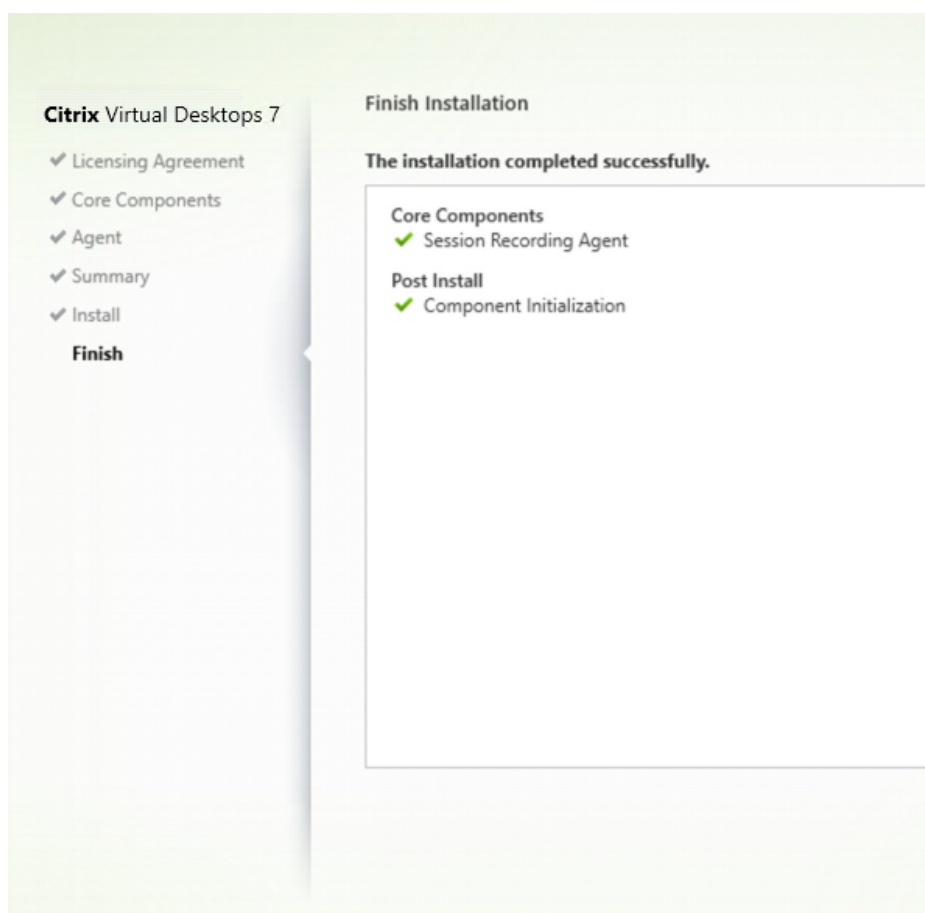 Citrix Virtual Desktops 7
Licensing Agreement
Core Components
Agent
Summary
Install
Finish
Finish Installation
The installation completed successfully.
Core Components
Session Recording Agent
Post Install
Component Initialization